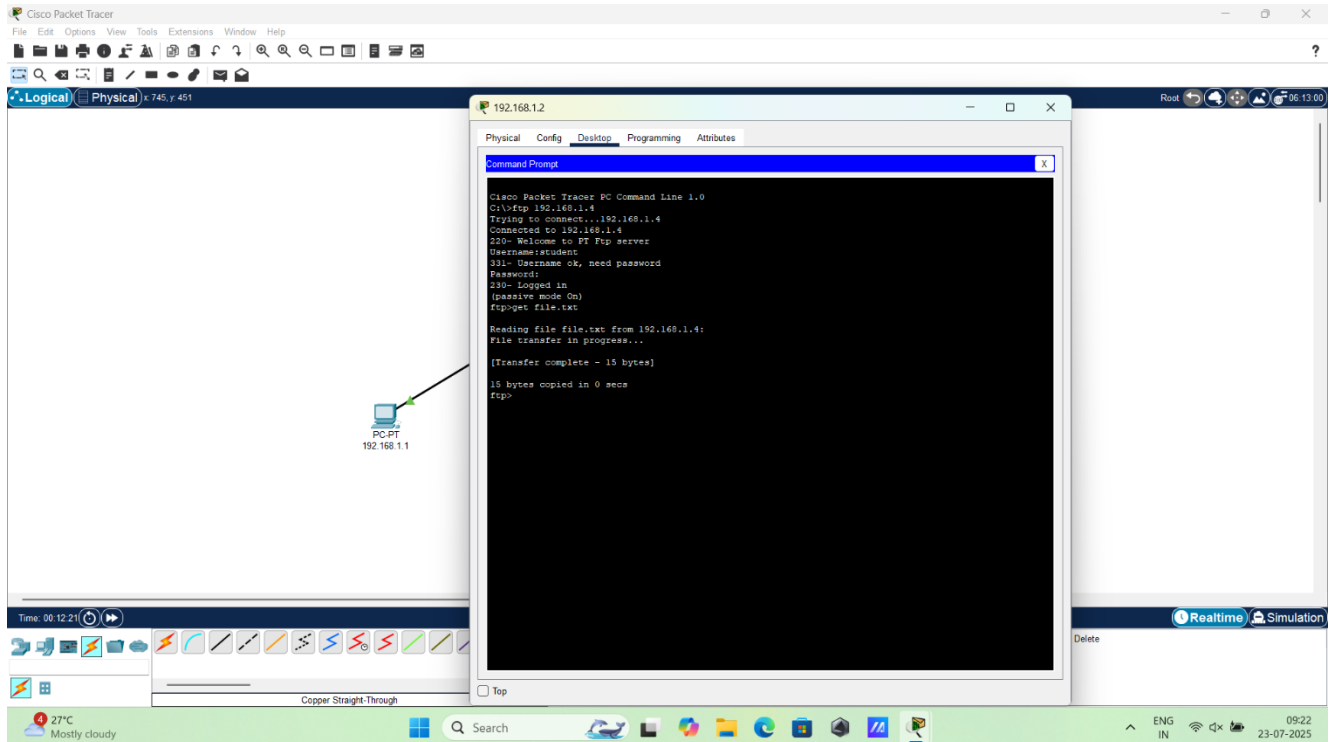 Cisco Packet Tracer
File Edit Options View Tools Extensions Window Help
?
Logical Physical x: 745, y: 451
Root 06:13:00
192.168.1.2
Physical Config Desktop Programming Attributes
Command Prompt X
Cisco Packet Tracer PC Command Line 1.0
C:\>ftp 192.168.1.4
Trying to connect...192.168.1.4
Connected to 192.168.1.4
220- Welcome to PT Ftp server
Username:student
331- Username ok, need password
Password:
230- Logged in
(passive mode On)
ftp>get file.txt
Reading file file.txt from 192.168.1.4:
File transfer in progress...
[Transfer complete - 15 bytes]
15 bytes copied in 0 secs
ftp>
PC-PT
192.168.1.1
Time: 00:12:21
Realtime Simulation
Delete
Top
Copper Straight-Through
4
27°C
Mostly cloudy
Search
ENG
IN
09:22
23-07-2025